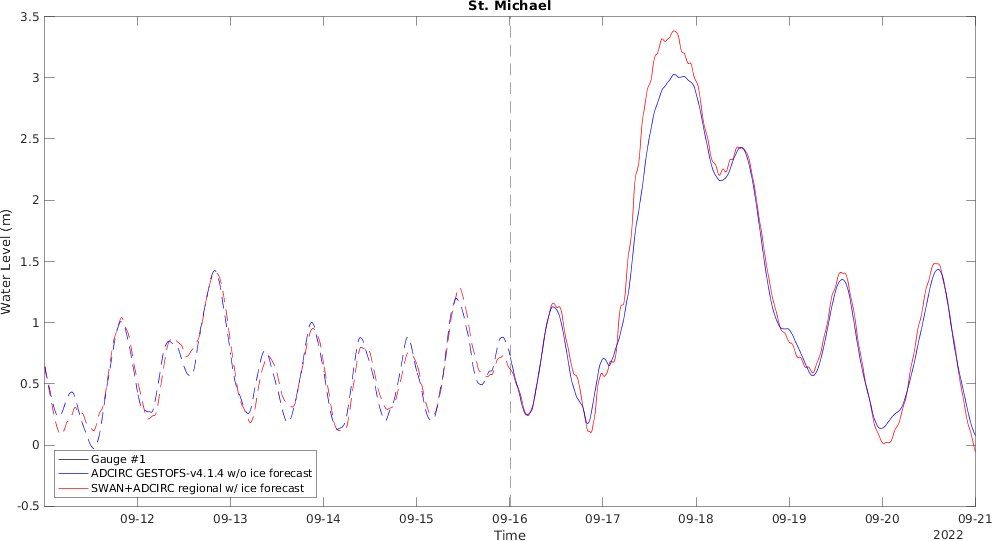 St. Michael
3.5
3
2.5
2
1.5
1
0.5
0
-0.5
Water Level (m)
Gauge #1
ADCIRC GESTOFS-v4.1.4 w/o ice forecast
SWAN+ADCIRC regional w/ ice forecast
09-12 09-13 09-14 09-15 09-16 09-17 09-18 09-19 09-20 09-21
Time
2022